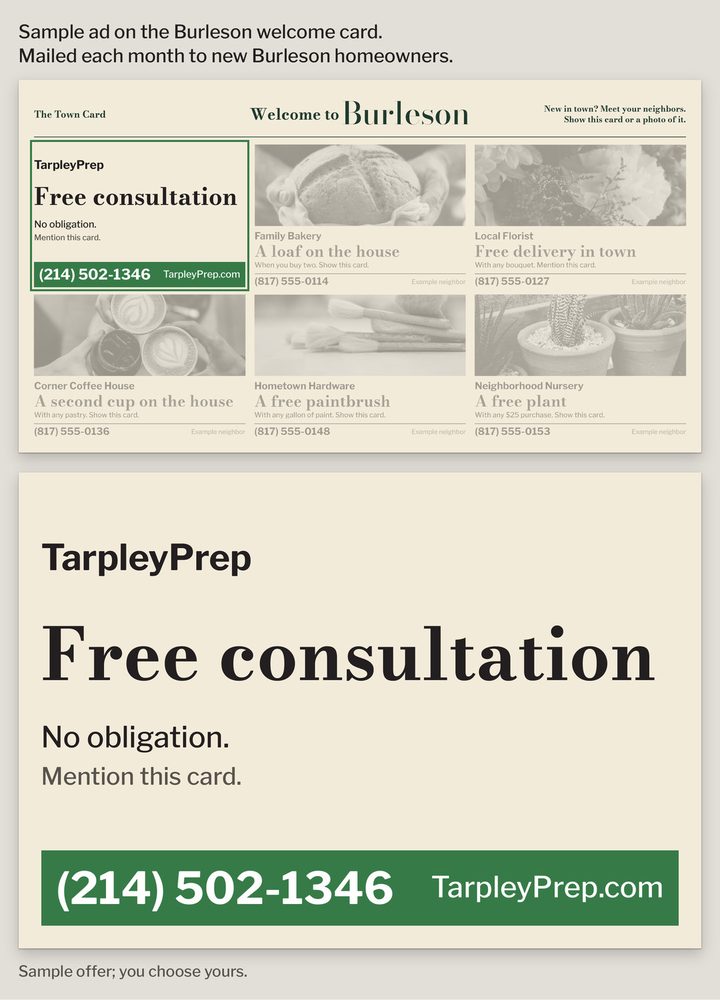 Sample ad on the Burleson welcome card.
Mailed each month to new Burleson homeowners.
The Town Card
Welcome to Burleson
New in town? Meet your neighbors.
Show this card or a photo of it.
TarpleyPrep
Free consultation
No obligation.
Mention this card.
(214) 502-1346 TarpleyPrep.com
Family Bakery
A loaf on the house
When you buy two. Show this card.
(817) 555-0114 Example neighbor
Local Florist
Free delivery in town
With any bouquet. Mention this card.
(817) 555-0127 Example neighbor
Corner Coffee House
A second cup on the house
With any pastry. Show this card.
(817) 555-0136 Example neighbor
Hometown Hardware
A free paintbrush
With any gallon of paint. Show this card.
(817) 555-0148 Example neighbor
Neighborhood Nursery
A free plant
With any $25 purchase. Show this card.
(817) 555-0153 Example neighbor
TarpleyPrep
Free consultation
No obligation.
Mention this card.
(214) 502-1346 TarpleyPrep.com
Sample offer; you choose yours.